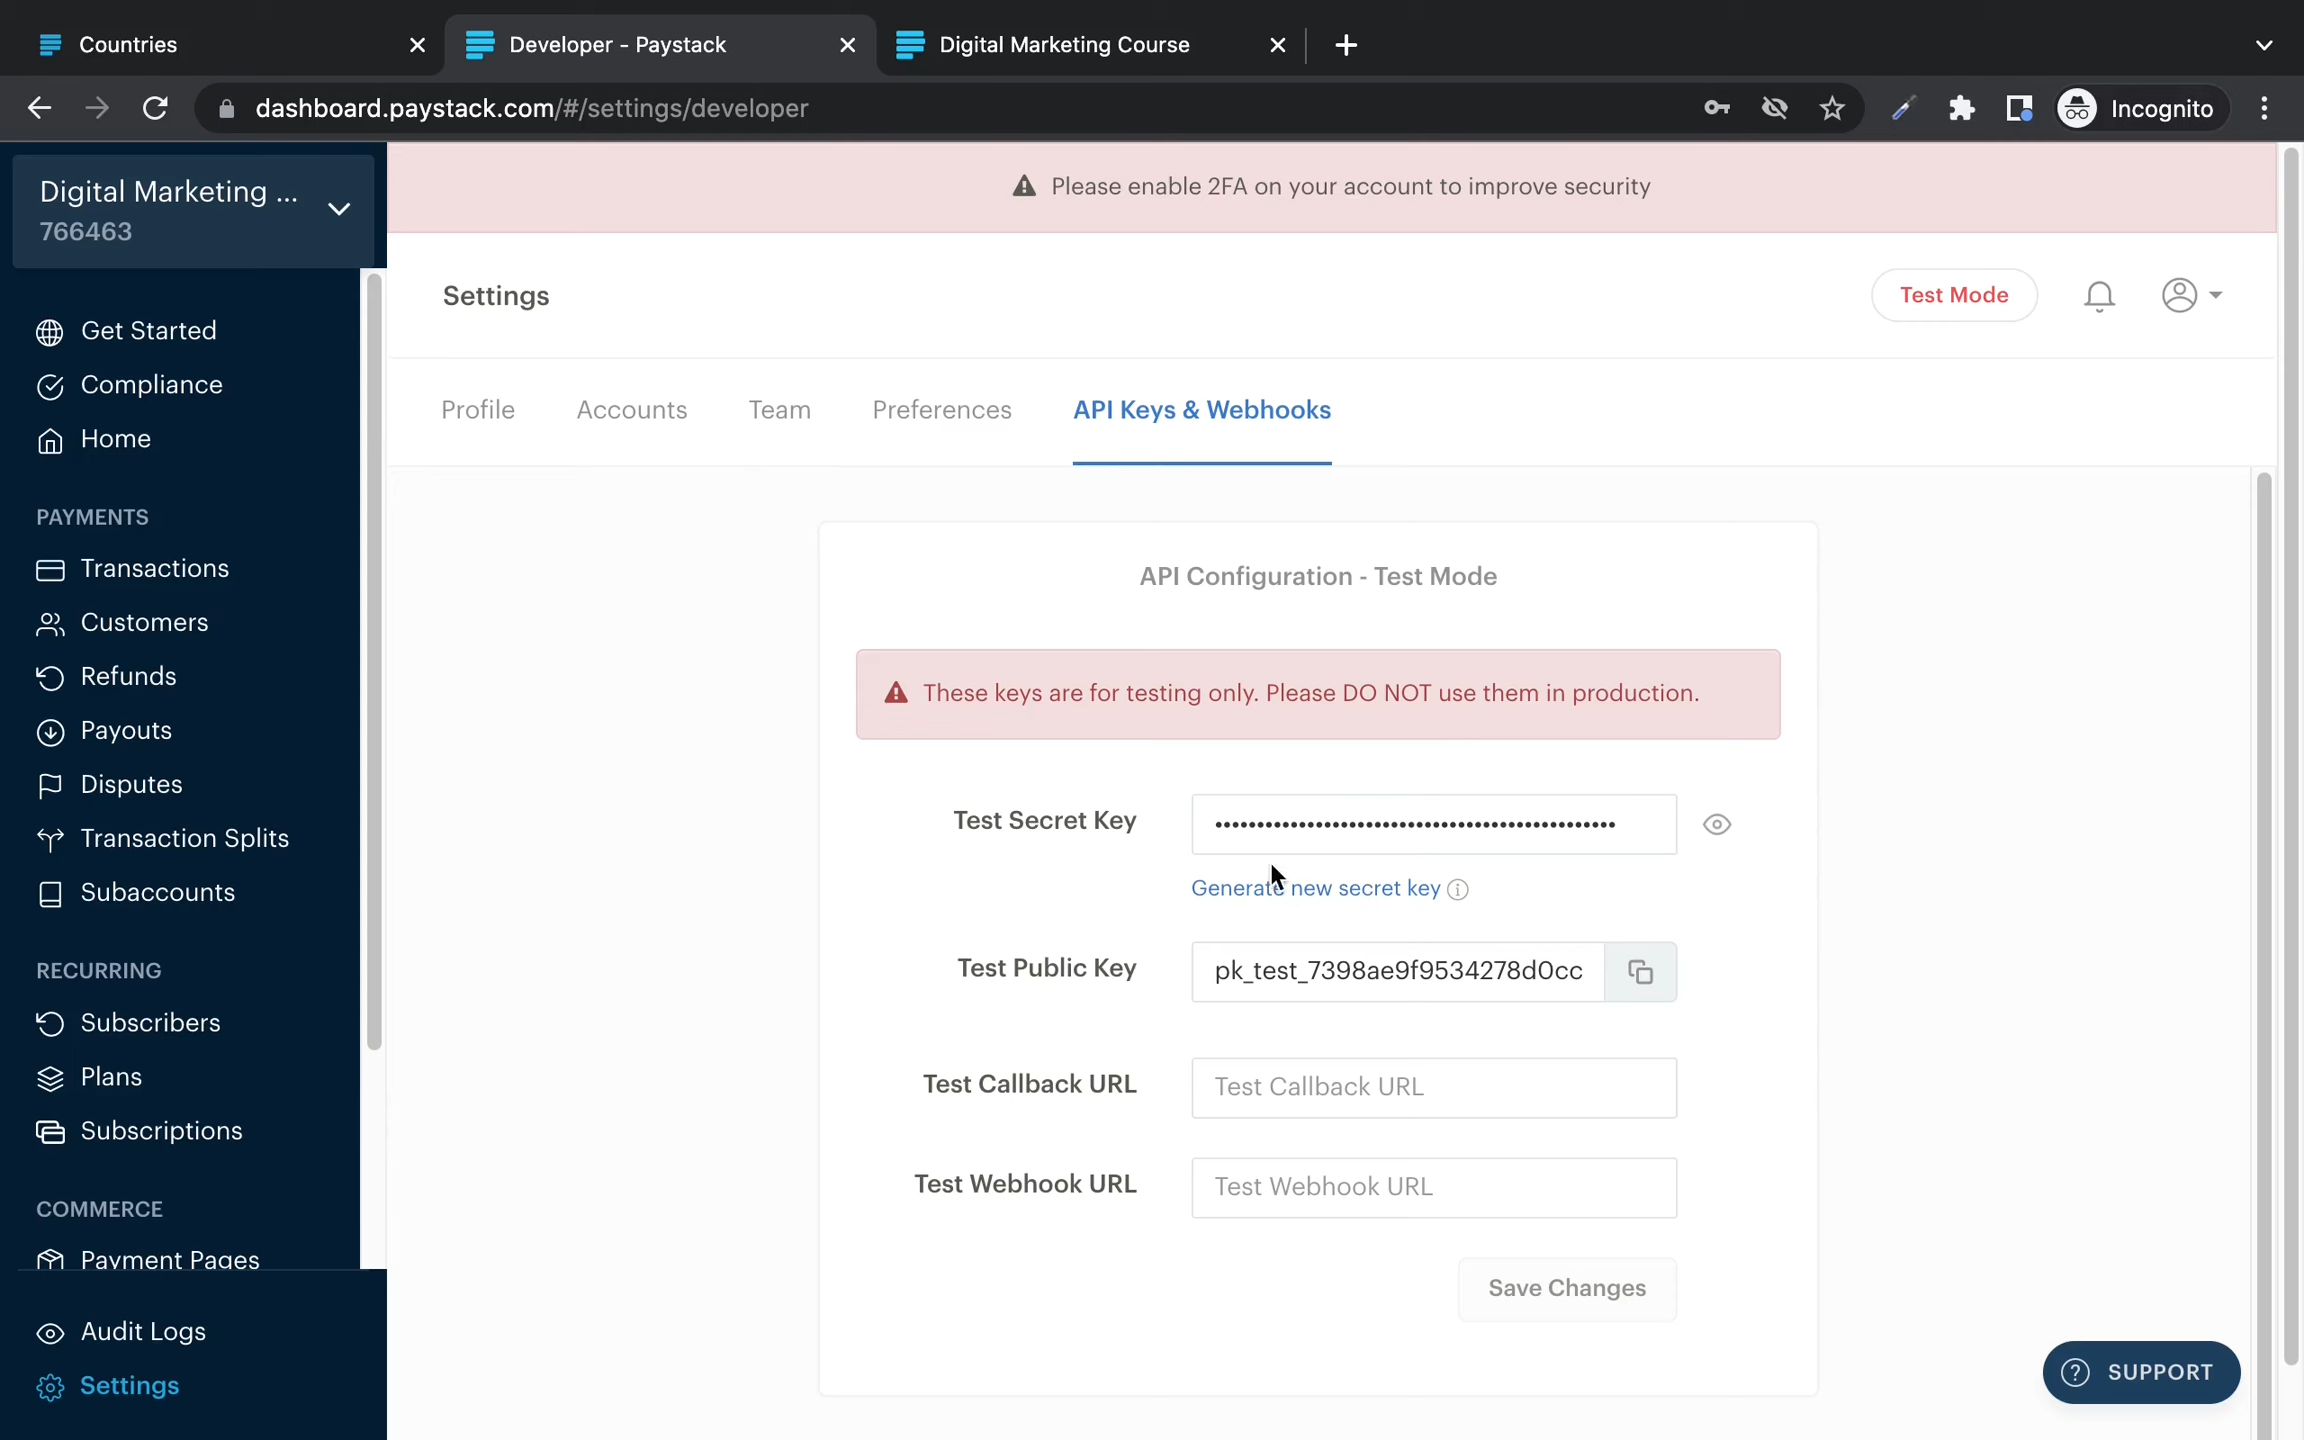 Countries
Developer - Paystack
Digital Marketing Course
dashboard.paystack.com/#/settings/developer
Incognito
Digital Marketing ...
766463
Please enable 2FA on your account to improve security
Settings
Test Mode
Get Started
Compliance
Home
PAYMENTS
Transactions
Customers
Refunds
Payouts
Disputes
Transaction Splits
Subaccounts
RECURRING
Subscribers
Plans
Subscriptions
COMMERCE
Payment Pages
Audit Logs
Settings
Profile
Accounts
Team
Preferences
API Keys & Webhooks
API Configuration - Test Mode
These keys are for testing only. Please DO NOT use them in production.
Test Secret Key
••••••••••••••••••••••••••••••••••••••••••••••••
Generate new secret key
Test Public Key
pk_test_7398ae9f9534278d0cc
Test Callback URL
Test Callback URL
Test Webhook URL
Test Webhook URL
Save Changes
SUPPORT